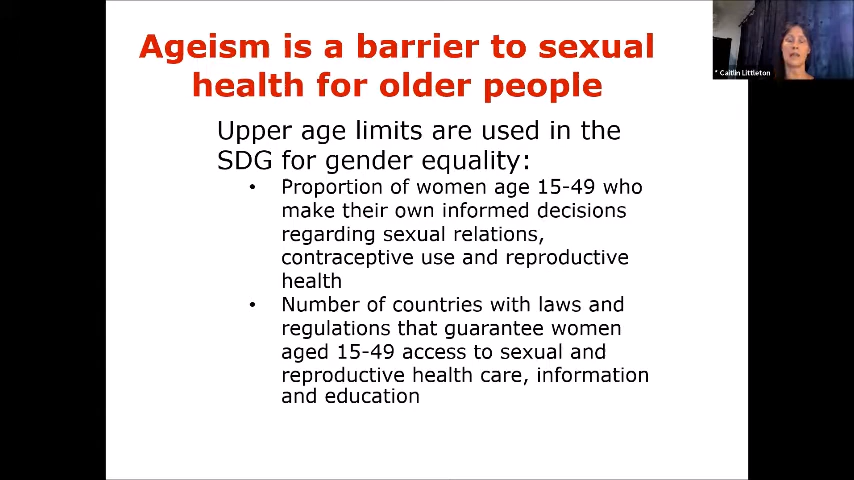 Ageism is a barrier to sexual
health for older people
Upper age limits are used in the
SDG for gender equality:
• Proportion of women age 15-49 who
make their own informed decisions
regarding sexual relations,
contraceptive use and reproductive
health
• Number of countries with laws and
regulations that guarantee women
aged 15-49 access to sexual and
reproductive health care, information
and education
* Caitlin Littleton